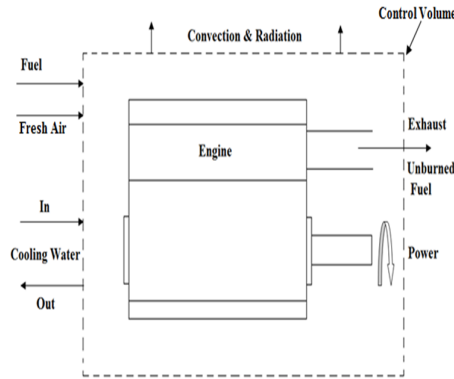 Control Volume
Convection & Radiation
Fuel
Fresh Air
Engine
Exhaust
Unburned
Fuel
In
Cooling Water
Out
Power